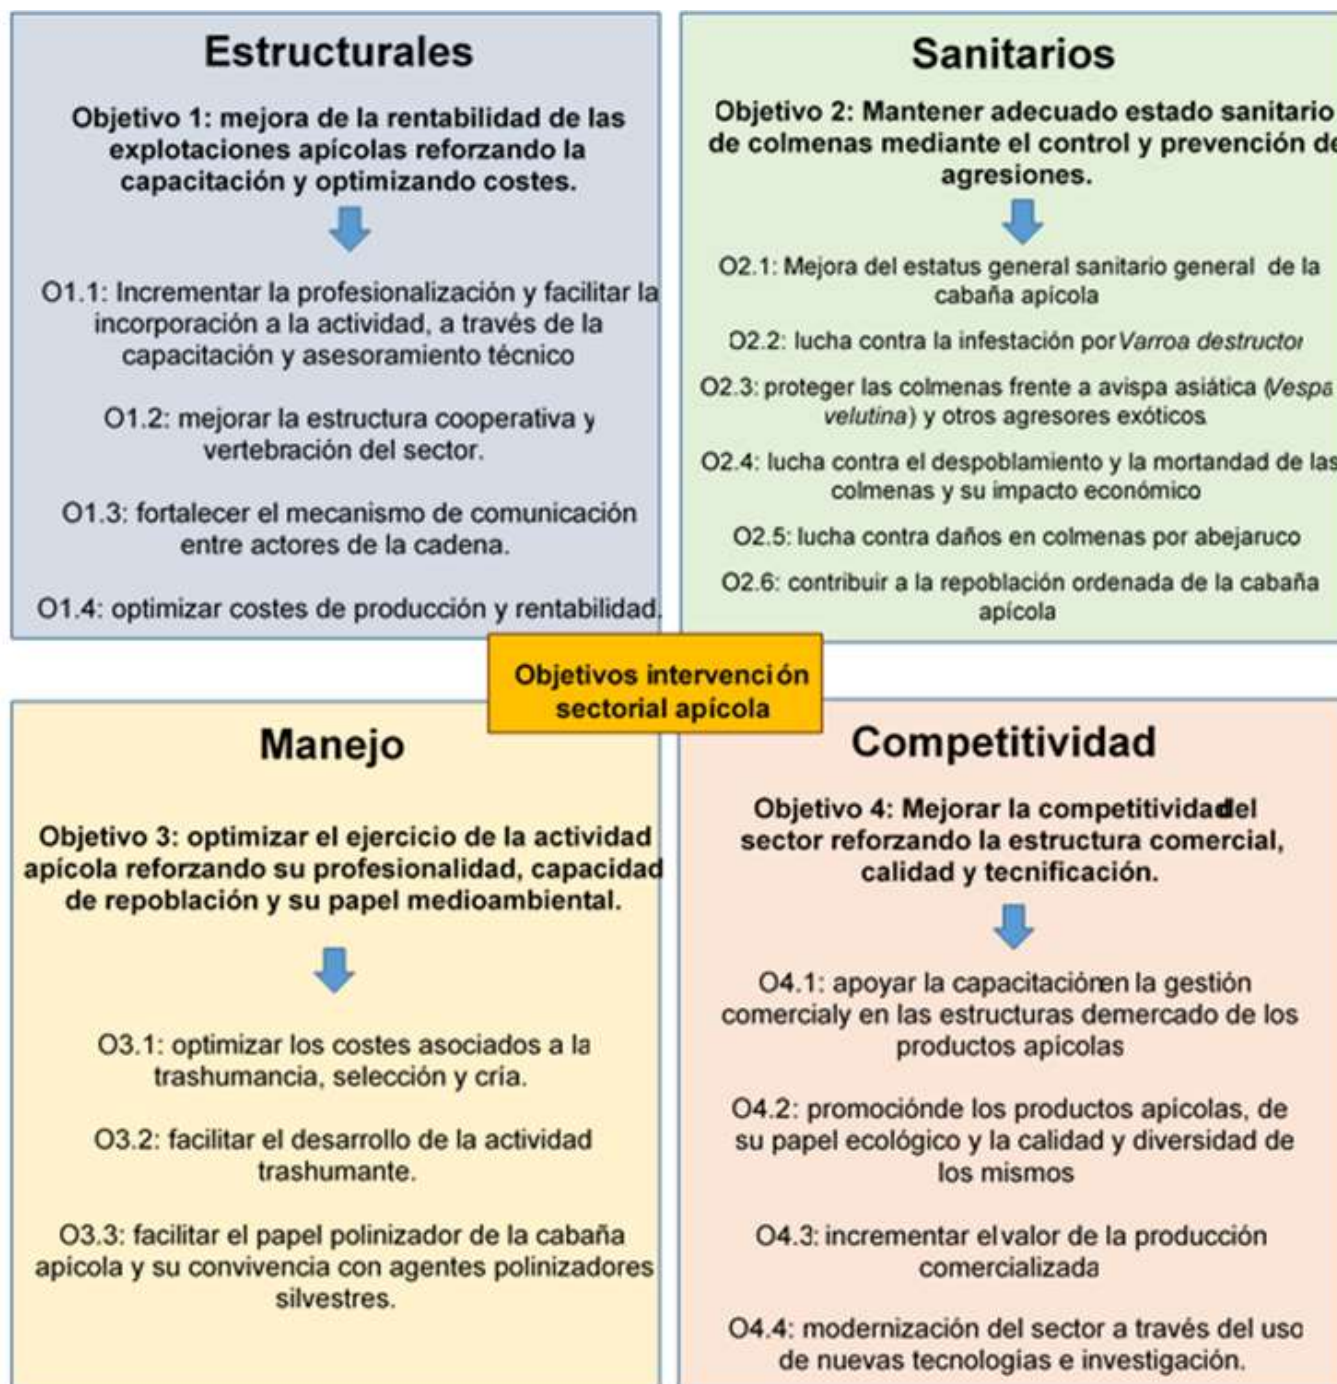 Estructurales
Objetivo 1: mejora de la rentabilidad de las
explotaciones apícolas reforzando la
capacitación y optimizando costes.
O1.1: Incrementar la profesionalización y facilitar la
incorporación a la actividad, a través de la
capacitación y asesoramiento técnico
O1.2: mejorar la estructura cooperativa y
vertebración del sector.
O1.3: fortalecer el mecanismo de comunicación
entre actores de la cadena.
O1.4: optimizar costes de producción y rentabilidad.
Sanitarios
Objetivo 2: Mantener adecuado estado sanitario
de colmenas mediante el control y prevención de
agresiones.
O2.1: Mejora del estatus general sanitario general de la
cabaña apícola
O2.2: lucha contra la infestación por Varroa destructor
O2.3: proteger las colmenas frente a avispa asiática (Vespa
velutina) y otros agresores exóticos
O2.4: lucha contra el despoblamiento y la mortandad de las
colmenas y su impacto económico
O2.5: lucha contra daños en colmenas por abejaruco
O2.6: contribuir a la repoblación ordenada de la cabaña
apícola
Objetivos intervención
sectorial apícola
Manejo
Objetivo 3: optimizar el ejercicio de la actividad
apícola reforzando su profesionalidad, capacidad
de repoblación y su papel medioambiental.
O3.1: optimizar los costes asociados a la
trashumancia, selección y cría.
O3.2: facilitar el desarrollo de la actividad
trashumante.
O3.3: facilitar el papel polinizador de la cabaña
apícola y su convivencia con agentes polinizadores
silvestres.
Competitividad
Objetivo 4: Mejorar la competitividad del
sector reforzando la estructura comercial,
calidad y tecnificación.
O4.1: apoyar la capacitación en la gestión
comercial y en las estructuras de mercado de los
productos apícolas
O4.2: promoción de los productos apícolas, de
su papel ecológico y la calidad y diversidad de
los mismos
O4.3: incrementar el valor de la producción
comercializada
O4.4: modernización del sector a través del uso
de nuevas tecnologías e investigación.